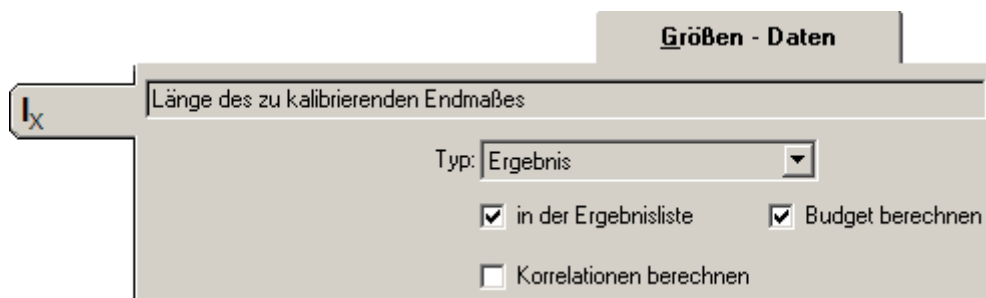 Größen - Daten
lX
Länge des zu kalibrierenden Endmaßes
Typ: Ergebnis
in der Ergebnisliste Budget berechnen
Korrelationen berechnen